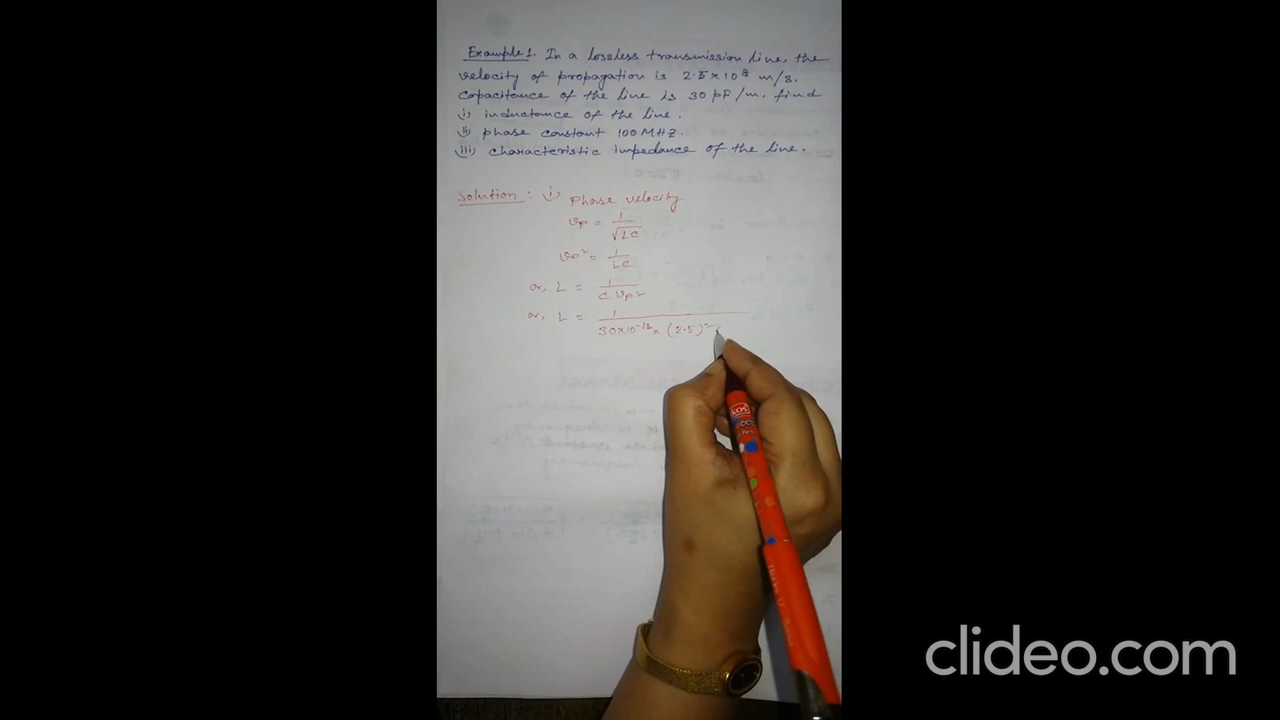 Example 1. In a lossless transmission line, the
velocity of propagation is 2.5×10⁸ m/s.
Capacitance of the line is 30 pF/m. find
i) inductance of the line.
ii) phase constant 100 MHZ.
iii) characteristic impedance of the line.
Solution : i) Phase velocity
vp = 1/√LC
vp² = 1/LC
or, L = 1/C vp²
or, L = 1/30×10⁻¹² × (2.5)²
clideo.com